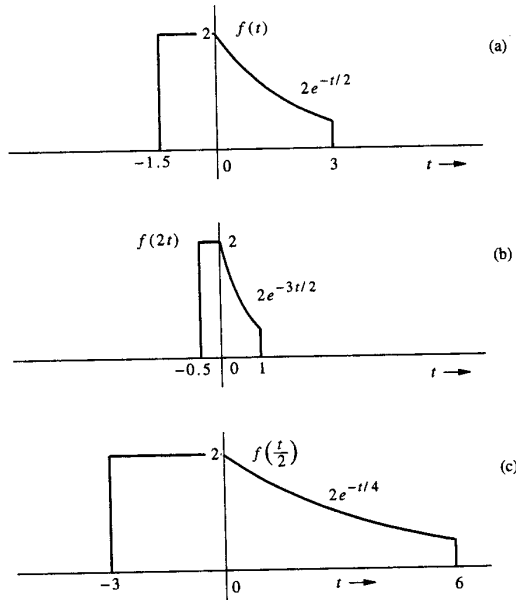 2 f(t) (a)
2e^{-t/2}
-1.5 0 3 t →
f(2t) 2 (b)
2e^{-3t/2}
-0.5 0 1 t →
2 f(t/2) (c)
2e^{-t/4}
-3 0 t → 6